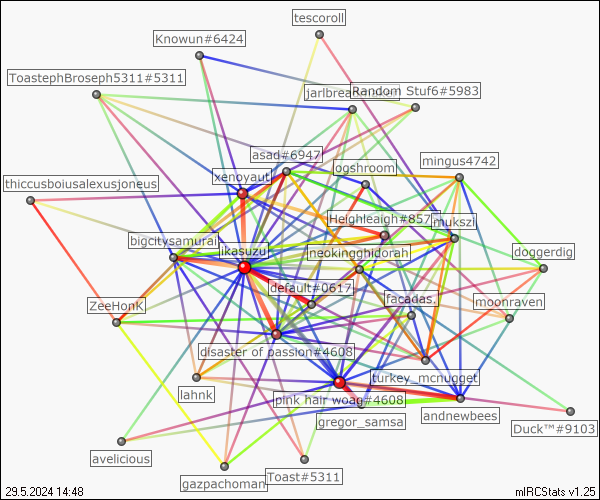 tescoroll
Knowun#6424
ToastephBroseph5311#5311
Random Stuf6#5983
asad#6947
ogshroom
mingus4742
xenoyaut
thiccusboiusalexusjoneus
Heighleigh#857
mukszl
bigcitysamurai
ikasuzu
neokingghidorah
doggerdig
default#0617
facadas.
moonraven
ZeeHonK
disaster of passion#4608
turkey_mcnugget
lahnk
pink hair woag#4608
andnewbees
gregor_samsa
Duck™#9103
avelicious
gazpachoman
Toast#5311
29.5.2024 14:48
mIRCStats v1.25